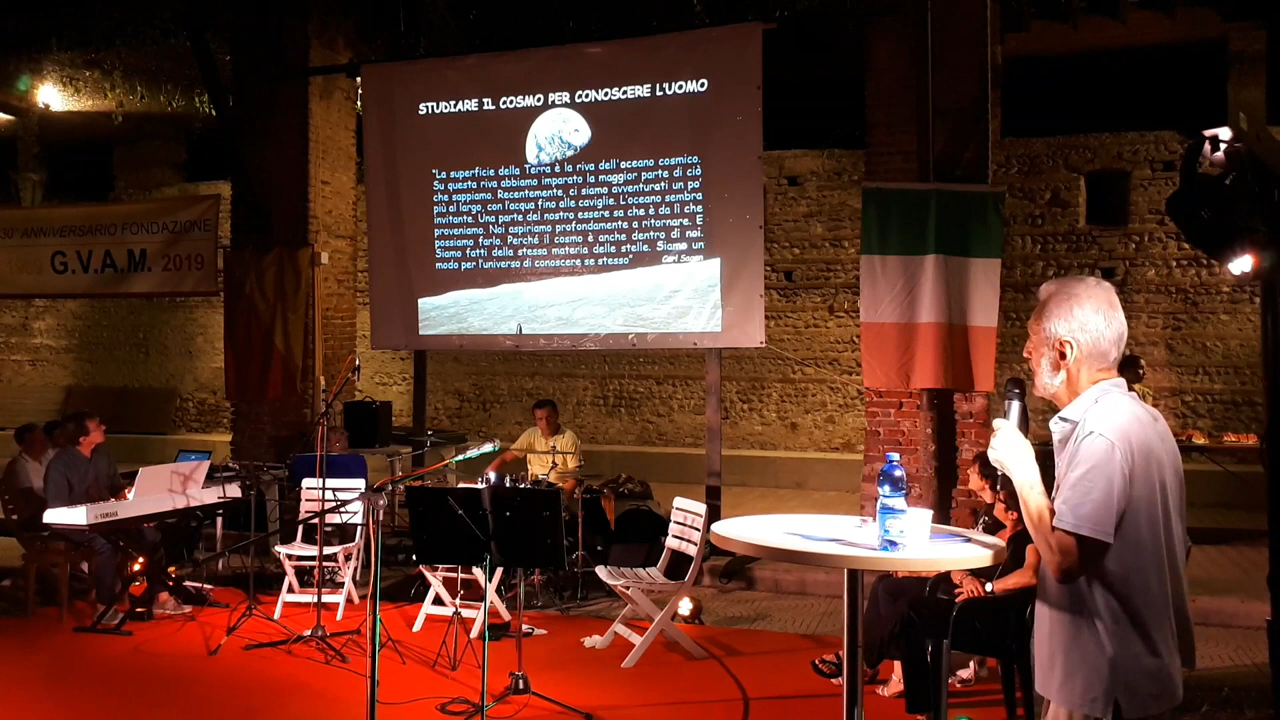 STUDIARE IL COSMO PER CONOSCERE L'UOMO
"La superficie della Terra è la riva dell'oceano cosmico.
Su questa riva abbiamo imparato la maggior parte di ciò
che sappiamo. Recentemente, ci siamo avventurati un po'
più al largo, con l'acqua fino alle caviglie. L'oceano sembra
invitante. Una parte del nostro essere sa che è da lì che
proveniamo. Noi aspiriamo profondamente a ritornare. E
possiamo farlo. Perché il cosmo è anche dentro di noi.
Siamo fatti della stessa materia delle stelle. Siamo un
modo per l'universo di conoscere se stesso"
Carl Sagan
30° ANNIVERSARIO FONDAZIONE
G.V.A.M. 2019
YAMAHA